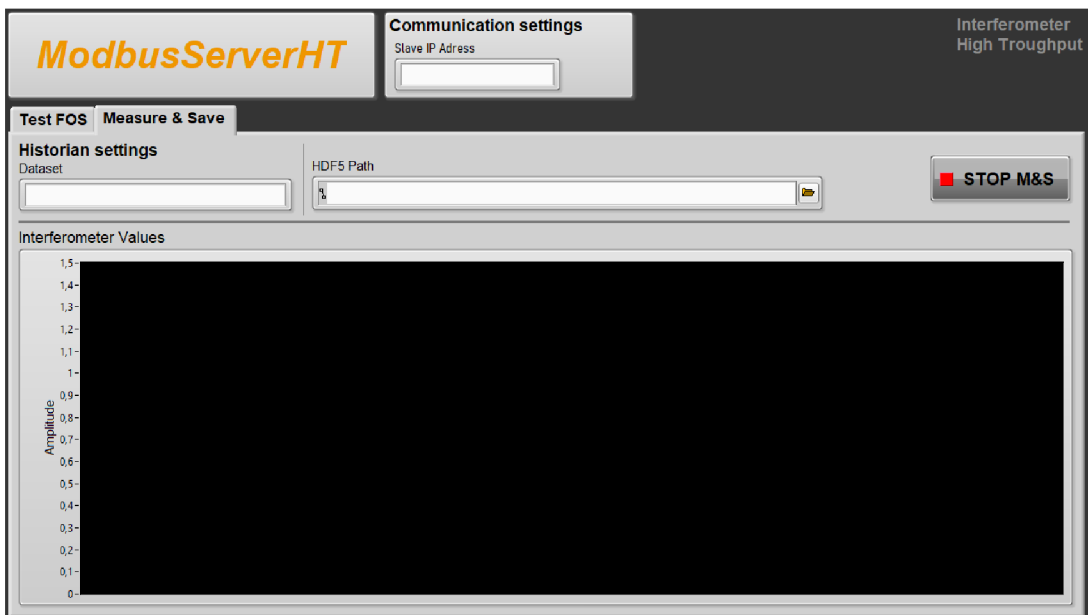 ModbusServerHT
Communication settings
Slave IP Adress
Interferometer
High Troughput
Test FOS
Measure & Save
Historian settings
Dataset
HDF5 Path
STOP M&S
Interferometer Values
Amplitude
1,5
1,4
1,3
1,2
1,1
1
0,9
0,8
0,7
0,6
0,5
0,4
0,3
0,2
0,1
0